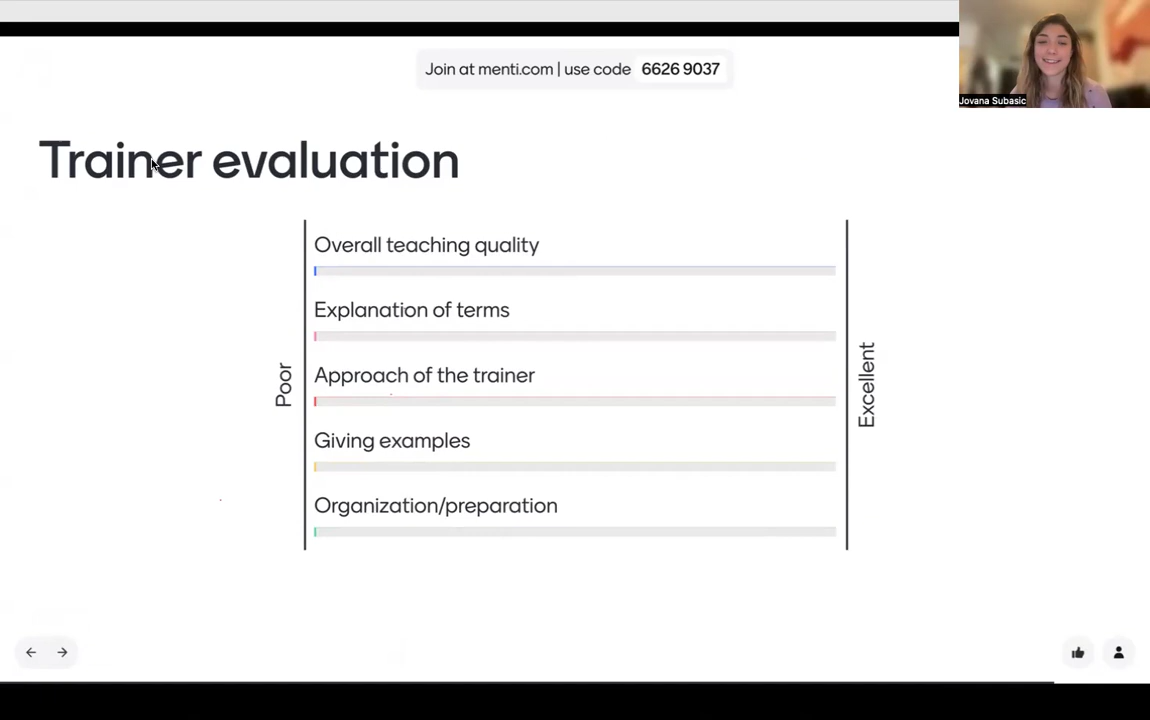 Join at menti.com | use code 6626 9037
Jovana Subasic
Trainer evaluation
Overall teaching quality
Explanation of terms
Approach of the trainer
Giving examples
Organization/preparation
Poor
Excellent